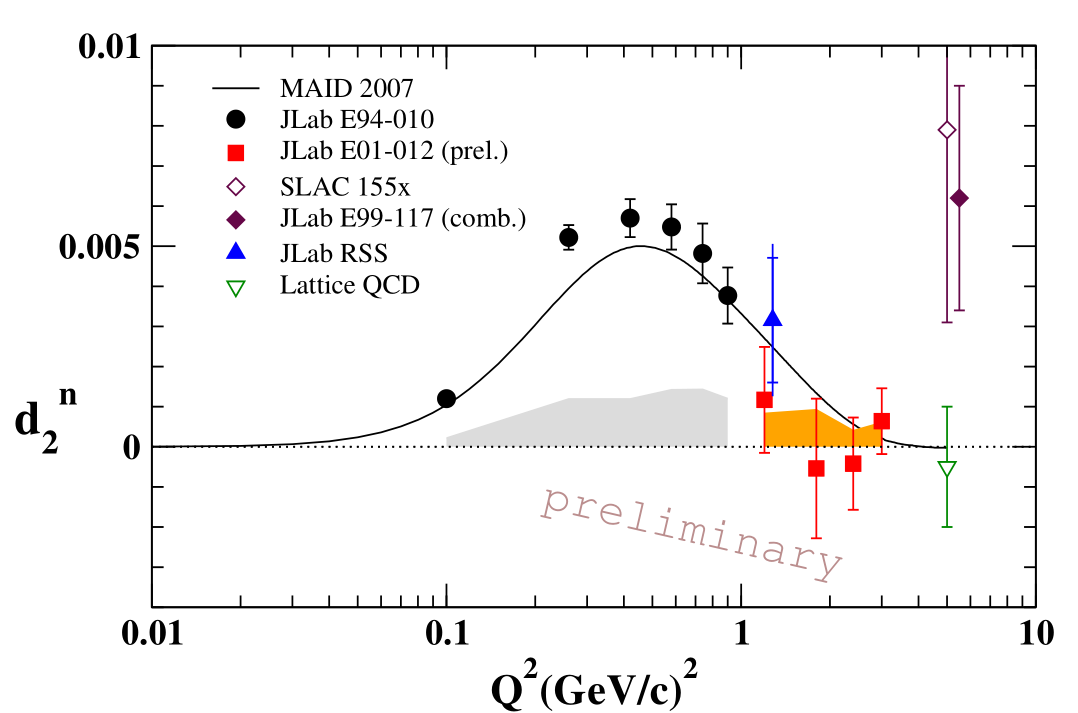 0.01
MAID 2007
JLab E94-010
JLab E01-012 (prel.)
SLAC 155x
JLab E99-117 (comb.)
JLab RSS
Lattice QCD
0.005
d₂ⁿ
0
preliminary
0.01 0.1 1 10
Q²(GeV/c)²